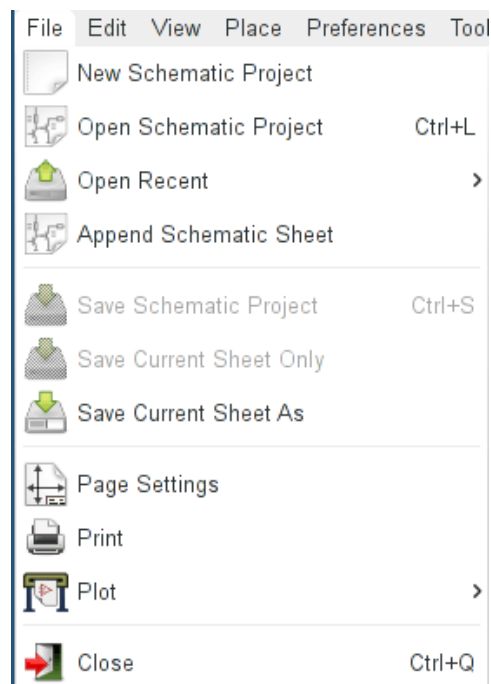 File Edit View Place Preferences
New Schematic Project
Open Schematic Project Ctrl+L
Open Recent
Append Schematic Sheet
Save Schematic Project Ctrl+S
Save Current Sheet Only
Save Current Sheet As
Page Settings
Print
Plot
Close Ctrl+Q